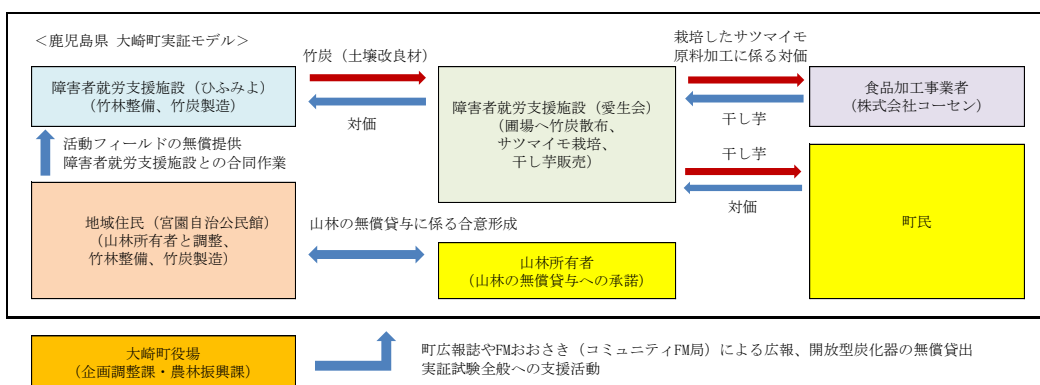 ＜鹿児島県 大崎町実証モデル＞
障害者就労支援施設（ひふみよ）
（竹林整備、竹炭製造）
竹炭（土壌改良材）
対価
障害者就労支援施設（愛生会）
（圃場へ竹炭散布、
サツマイモ栽培、
干し芋販売）
栽培したサツマイモ
原料加工に係る対価
干し芋
食品加工事業者
（株式会社コーセン）
活動フィールドの無償提供
障害者就労支援施設との合同作業
干し芋
対価
町民
地域住民（宮園自治公民館）
（山林所有者と調整、
竹林整備、竹炭製造）
山林の無償貸与に係る合意形成
山林所有者
（山林の無償貸与への承諾）
大崎町役場
（企画調整課・農林振興課）
町広報誌やFMおおさき（コミュニティFM局）による広報、開放型炭化器の無償貸出
実証試験全般への支援活動